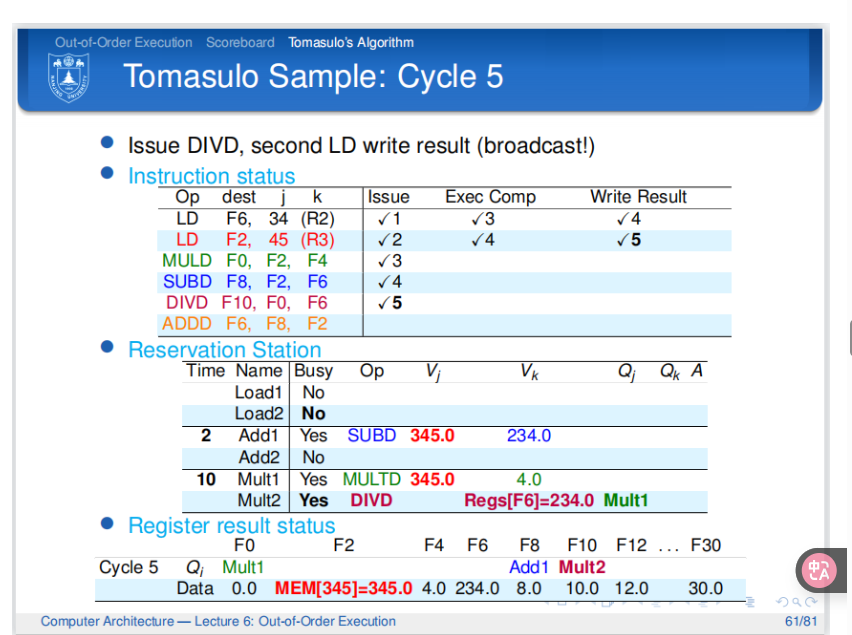 Out-of-Order Execution Scoreboard Tomasulo's Algorithm
Tomasulo Sample: Cycle 5
Issue DIVD, second LD write result (broadcast!)
Instruction status
Op dest j k Issue Exec Comp Write Result
LD F6, 34 (R2) ✓1 ✓3 ✓4
LD F2, 45 (R3) ✓2 ✓4 ✓5
MULD F0, F2, F4 ✓3
SUBD F8, F2, F6 ✓4
DIVD F10, F0, F6 ✓5
ADDD F6, F8, F2
Reservation Station
Time Name Busy Op Vj Vk Qj Qk A
Load1 No
Load2 No
2 Add1 Yes SUBD 345.0 234.0
Add2 No
10 Mult1 Yes MULTD 345.0 4.0
Mult2 Yes DIVD Regs[F6]=234.0 Mult1
Register result status
F0 F2 F4 F6 F8 F10 F12 ... F30
Cycle 5 Qi Mult1 Add1 Mult2
Data 0.0 MEM[345]=345.0 4.0 234.0 8.0 10.0 12.0 30.0
Computer Architecture — Lecture 6: Out-of-Order Execution 61/81